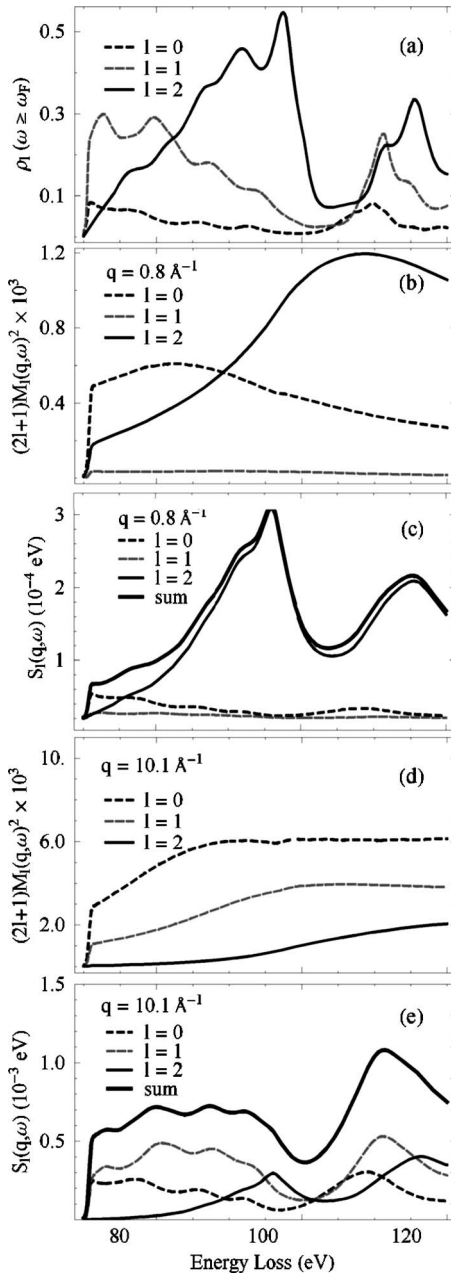 (a)
l = 0
l = 1
l = 2
0.5
0.3
0.1
ρl (ω ≥ ωF)
(b)
q = 0.8 Å⁻¹
l = 0
l = 1
l = 2
1.2
0.8
0.4
(2l+1)Ml(q,ω)² × 10³
(c)
q = 0.8 Å⁻¹
l = 0
l = 1
l = 2
sum
3
2
1
Sl(q,ω) (10⁻⁴ eV)
(d)
q = 10.1 Å⁻¹
l = 0
l = 1
l = 2
10.
6.0
2.0
(2l+1)Ml(q,ω)² × 10³
(e)
q = 10.1 Å⁻¹
l = 0
l = 1
l = 2
sum
1.5
1.0
0.5
Sl(q,ω) (10⁻³ eV)
80 100 120
Energy Loss (eV)